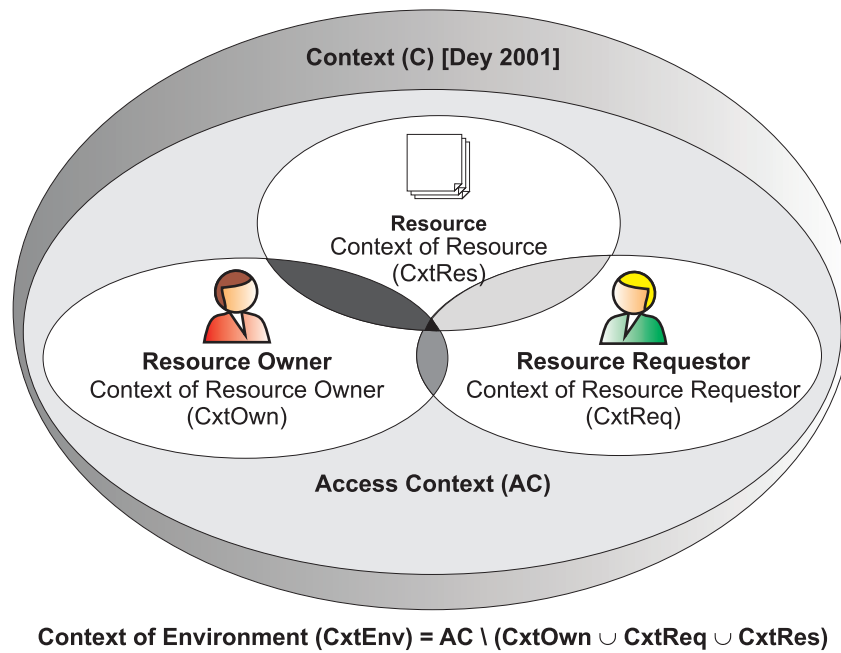 Context (C) [Dey 2001]
Resource
Context of Resource
(CxtRes)
Resource Owner
Context of Resource Owner
(CxtOwn)
Resource Requestor
Context of Resource Requestor
(CxtReq)
Access Context (AC)
Context of Environment (CxtEnv) = AC \ (CxtOwn ∪ CxtReq ∪ CxtRes)